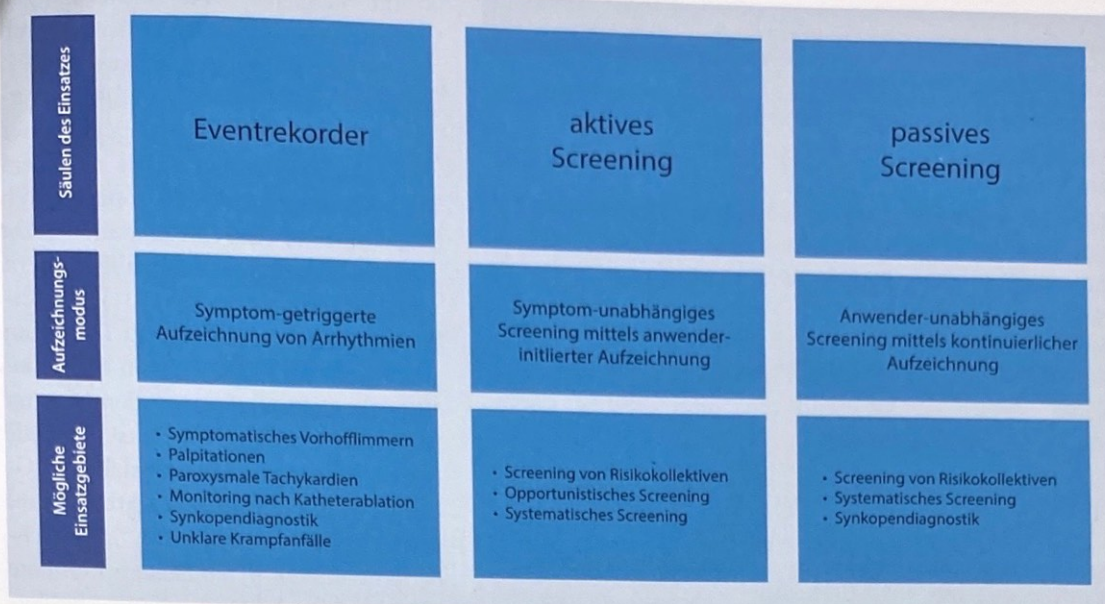 Säulen des Einsatzes
Eventrekorder
aktives
Screening
passives
Screening
Aufzeichnungs-
modus
Symptom-getriggerte
Aufzeichnung von Arrhythmien
Symptom-unabhängiges
Screening mittels anwender-
initiierter Aufzeichnung
Anwender-unabhängiges
Screening mittels kontinuierlicher
Aufzeichnung
Mögliche
Einsatzgebiete
• Symptomatisches Vorhofflimmern
• Palpitationen
• Paroxysmale Tachykardien
• Monitoring nach Katheterablation
• Synkopendiagnostik
• Unklare Krampfanfälle
• Screening von Risikokollektiven
• Opportunistisches Screening
• Systematisches Screening
• Screening von Risikokollektiven
• Systematisches Screening
• Synkopendiagnostik